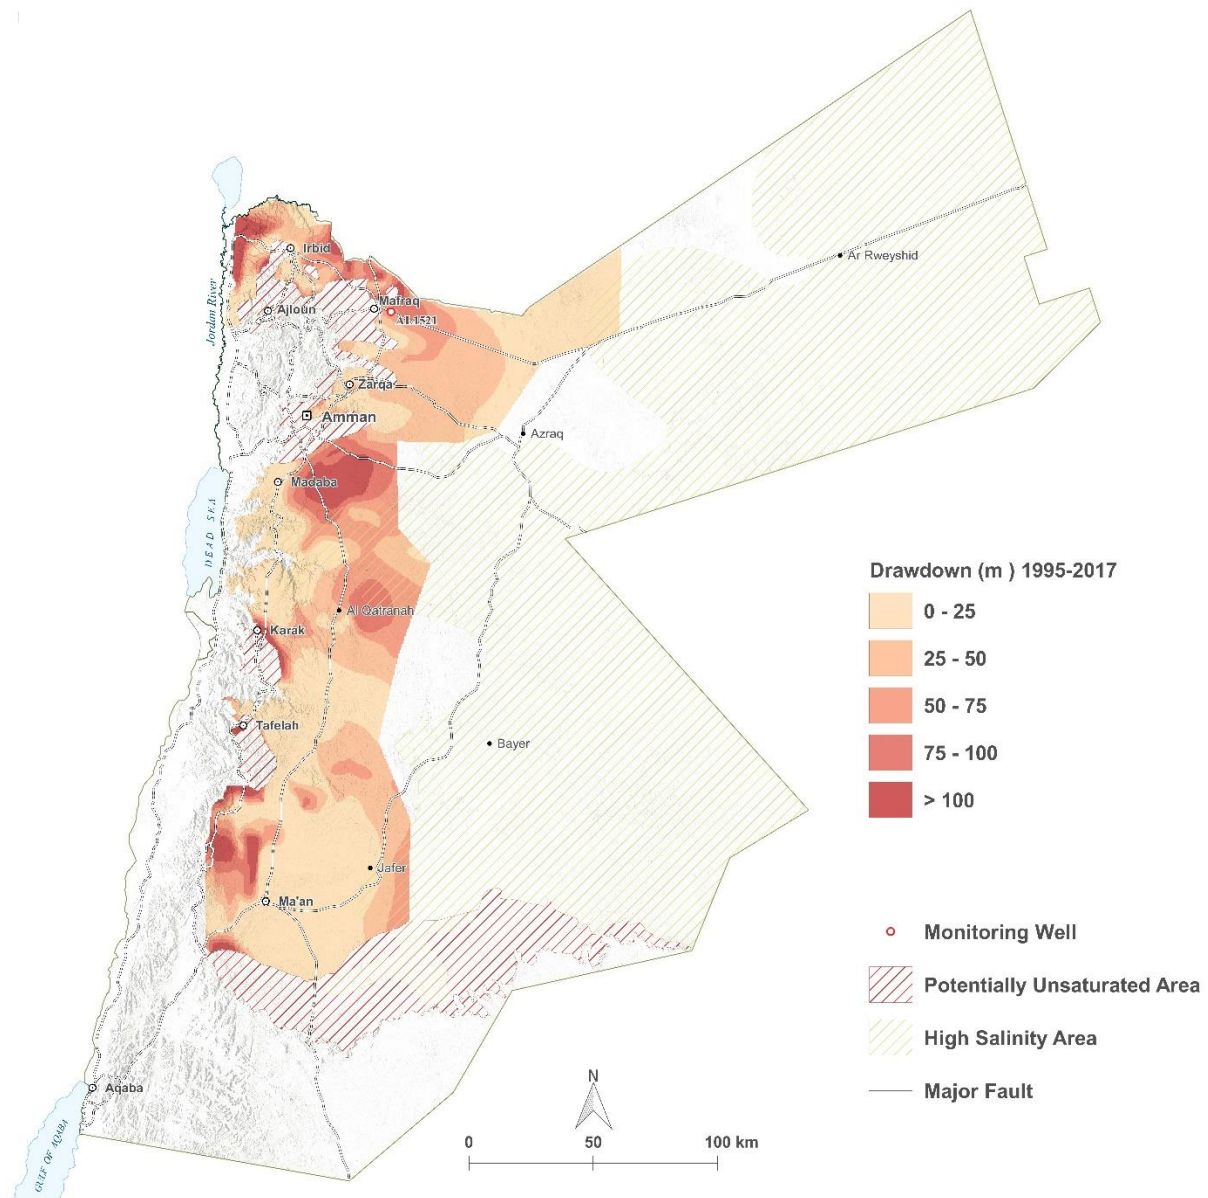 Irbid
Jordan River
Ajloun
Mafraq
AL1521
Ar Rweyshid
Zarqa
Amman
Azraq
Madaba
DEAD SEA
Al Qatranah
Karak
Tafelah
Bayer
Jafer
Ma'an
Aqaba
GULF OF AQABA
Drawdown (m ) 1995-2017
0 - 25
25 - 50
50 - 75
75 - 100
> 100
Monitoring Well
Potentially Unsaturated Area
High Salinity Area
Major Fault
N
0 50 100 km